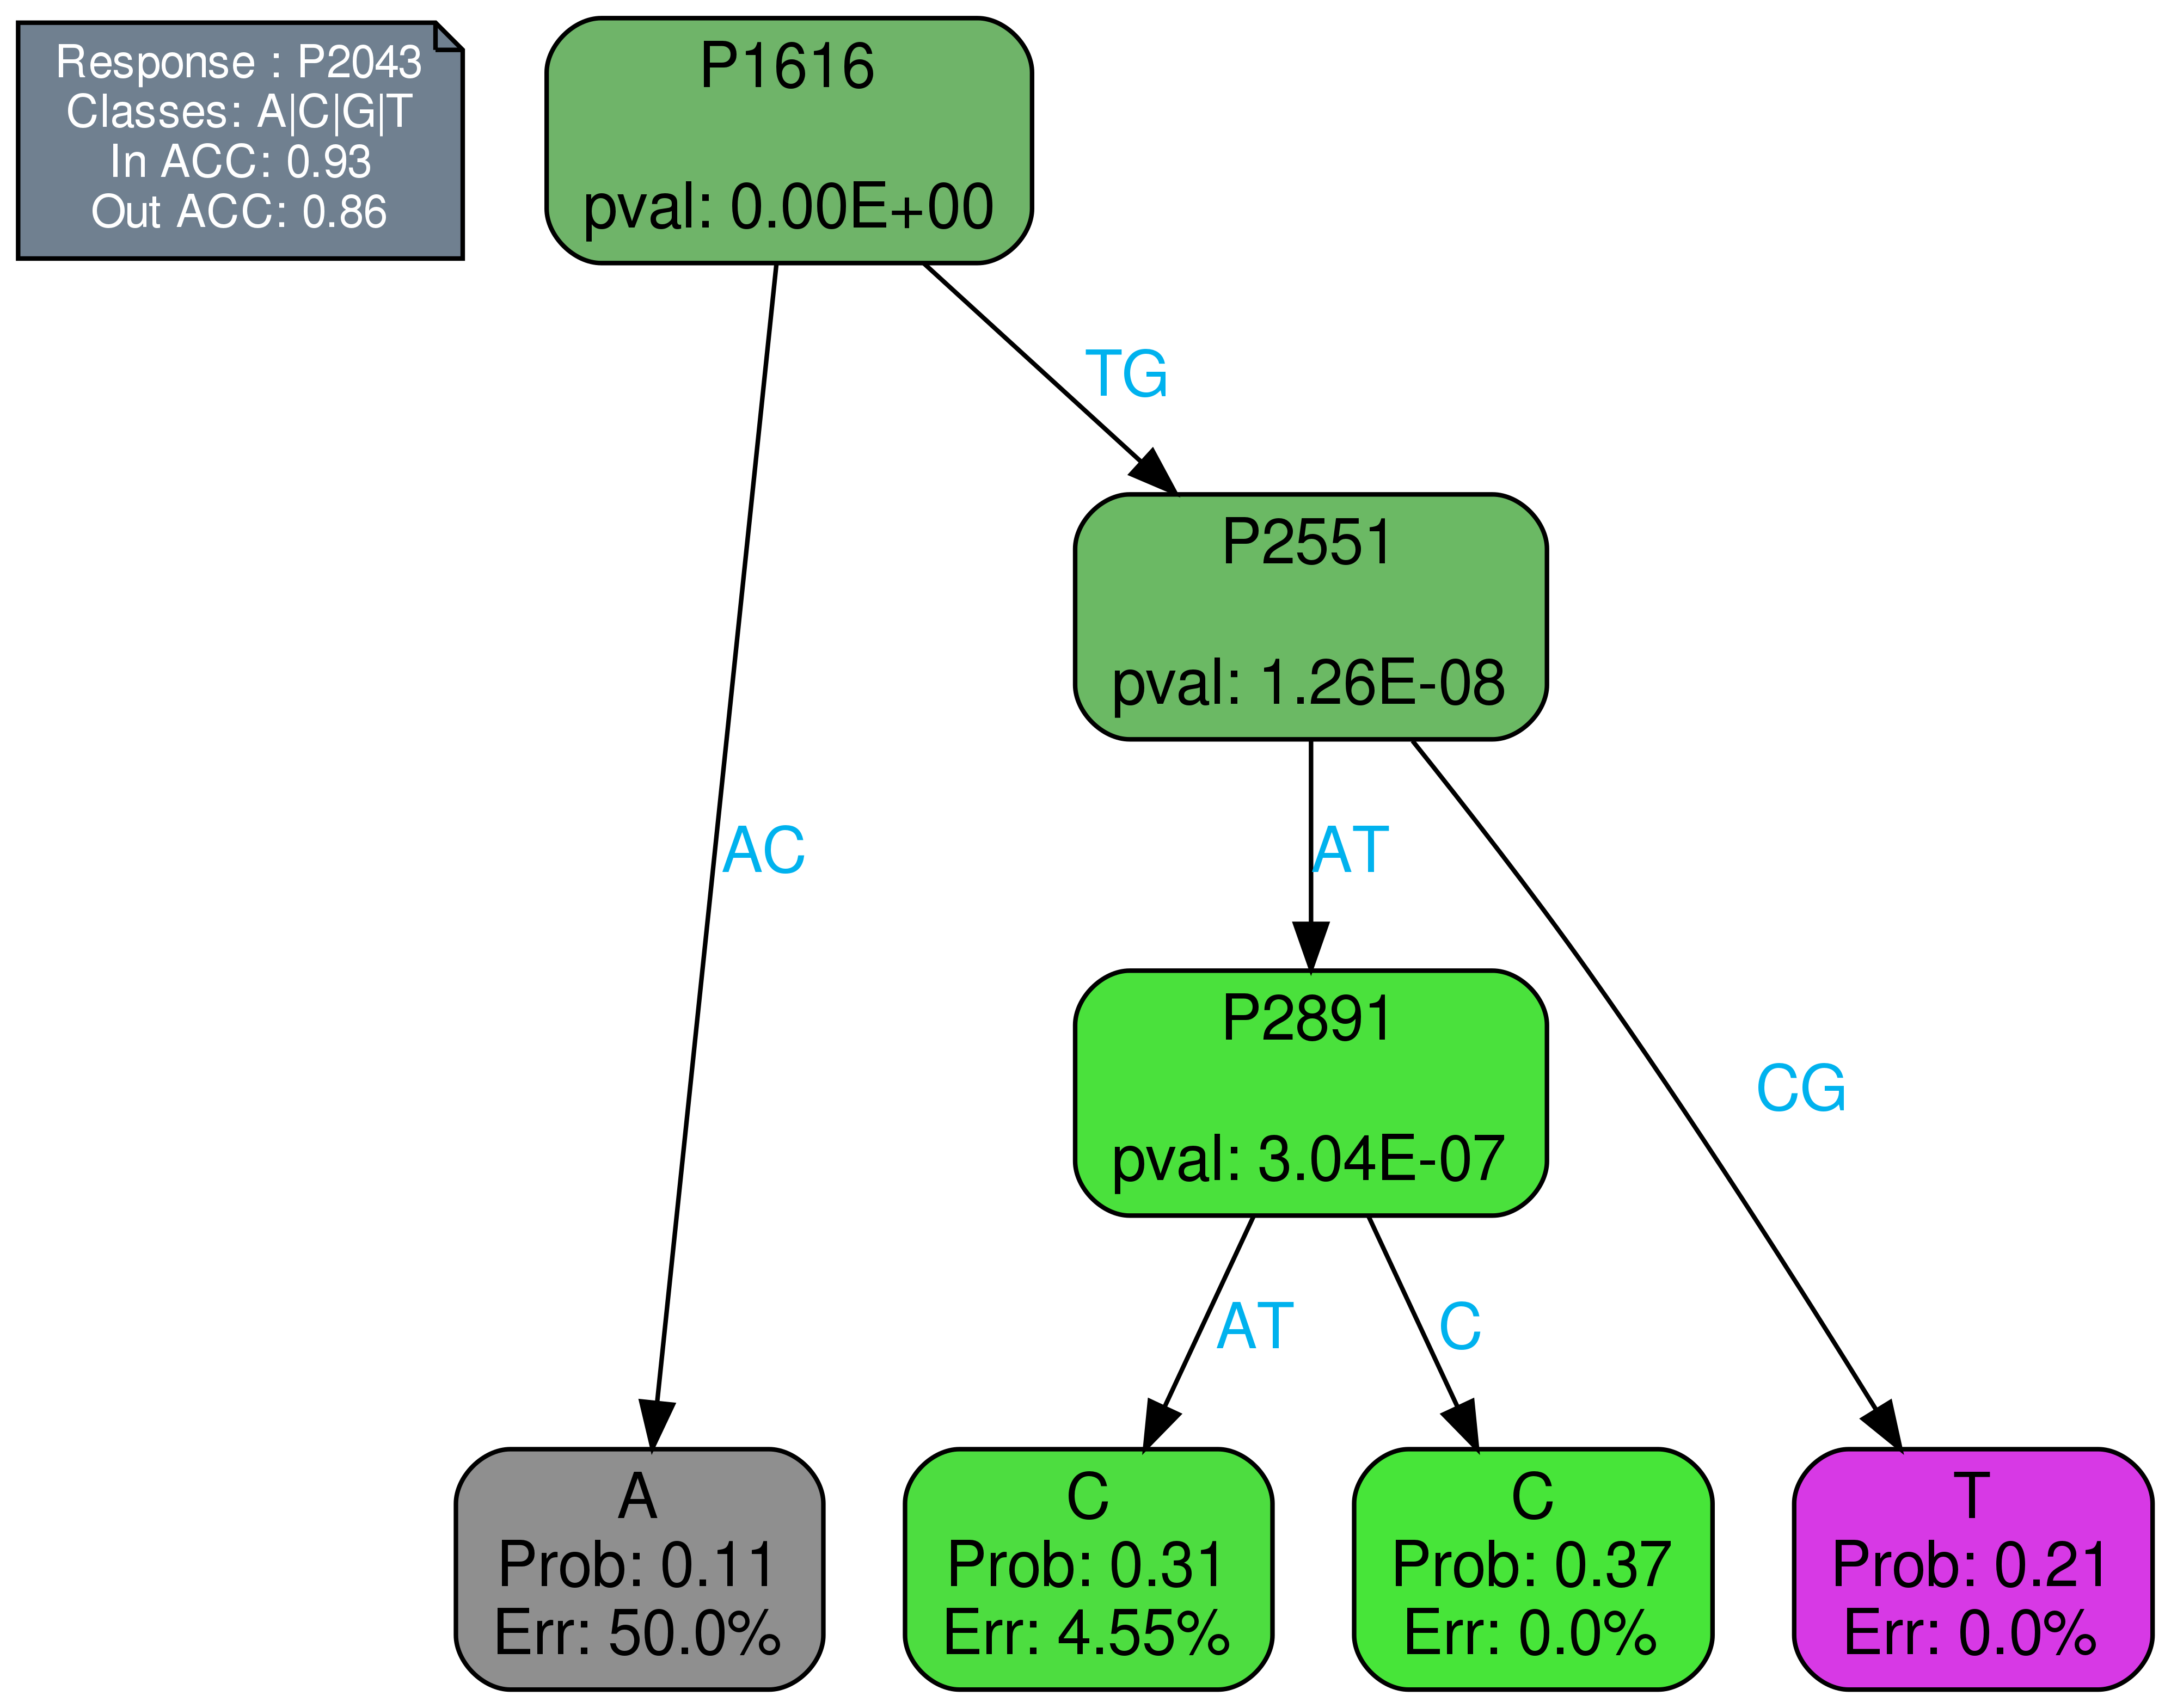 Response : P2043
Classes: A|C|G|T
In ACC: 0.93
Out ACC: 0.86
P1616
pval: 0.00E+00
TG
P2551
pval: 1.26E-08
AC
AT
CG
P2891
pval: 3.04E-07
AT
C
A
Prob: 0.11
Err: 50.0%
C
Prob: 0.31
Err: 4.55%
C
Prob: 0.37
Err: 0.0%
T
Prob: 0.21
Err: 0.0%